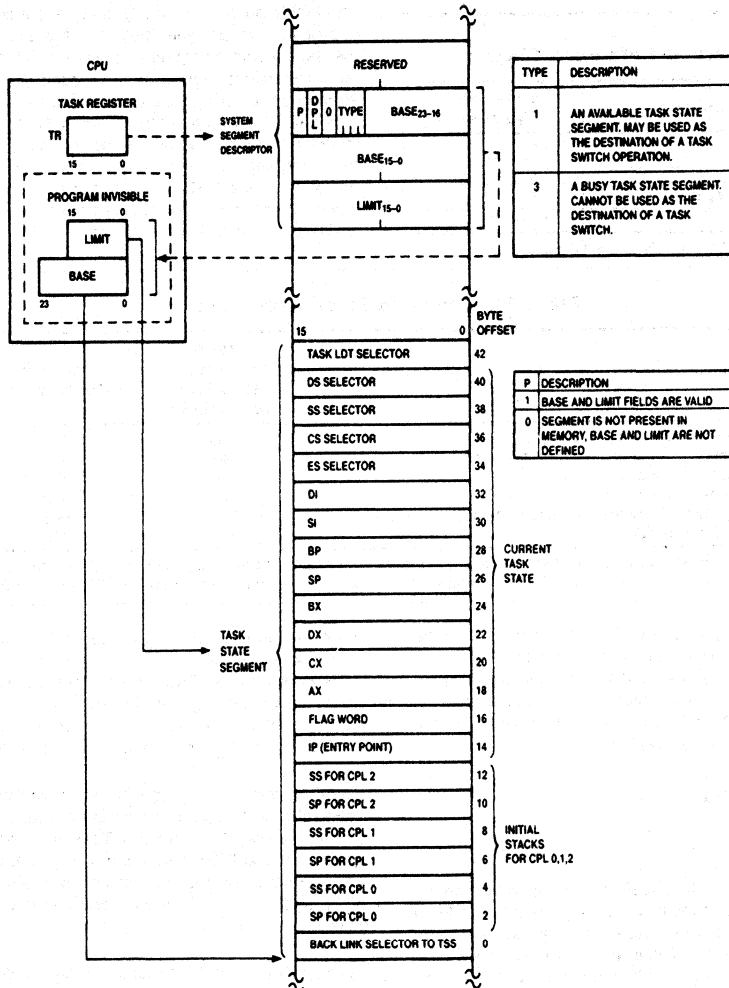 CPU
TASK REGISTER
TR
15 0
PROGRAM INVISIBLE
15 0
LIMIT
BASE
23 0
SYSTEM
SEGMENT
DESCRIPTOR
RESERVED
P DPL 0 TYPE BASE23–16
BASE15–0
LIMIT15–0
TYPE DESCRIPTION
1 AN AVAILABLE TASK STATE
SEGMENT. MAY BE USED AS
THE DESTINATION OF A TASK
SWITCH OPERATION.
3 A BUSY TASK STATE SEGMENT.
CANNOT BE USED AS THE
DESTINATION OF A TASK
SWITCH.
P DESCRIPTION
1 BASE AND LIMIT FIELDS ARE VALID
0 SEGMENT IS NOT PRESENT IN
MEMORY, BASE AND LIMIT ARE NOT
DEFINED
15 0
BYTE
OFFSET
TASK LDT SELECTOR 42
DS SELECTOR 40
SS SELECTOR 38
CS SELECTOR 36
ES SELECTOR 34
DI 32
SI 30
BP 28
SP 26
BX 24
DX 22
CX 20
AX 18
FLAG WORD 16
IP (ENTRY POINT) 14
SS FOR CPL 2 12
SP FOR CPL 2 10
SS FOR CPL 1 8
SP FOR CPL 1 6
SS FOR CPL 0 4
SP FOR CPL 0 2
BACK LINK SELECTOR TO TSS 0
TASK
STATE
SEGMENT
CURRENT
TASK
STATE
INITIAL
STACKS
FOR CPL 0,1,2